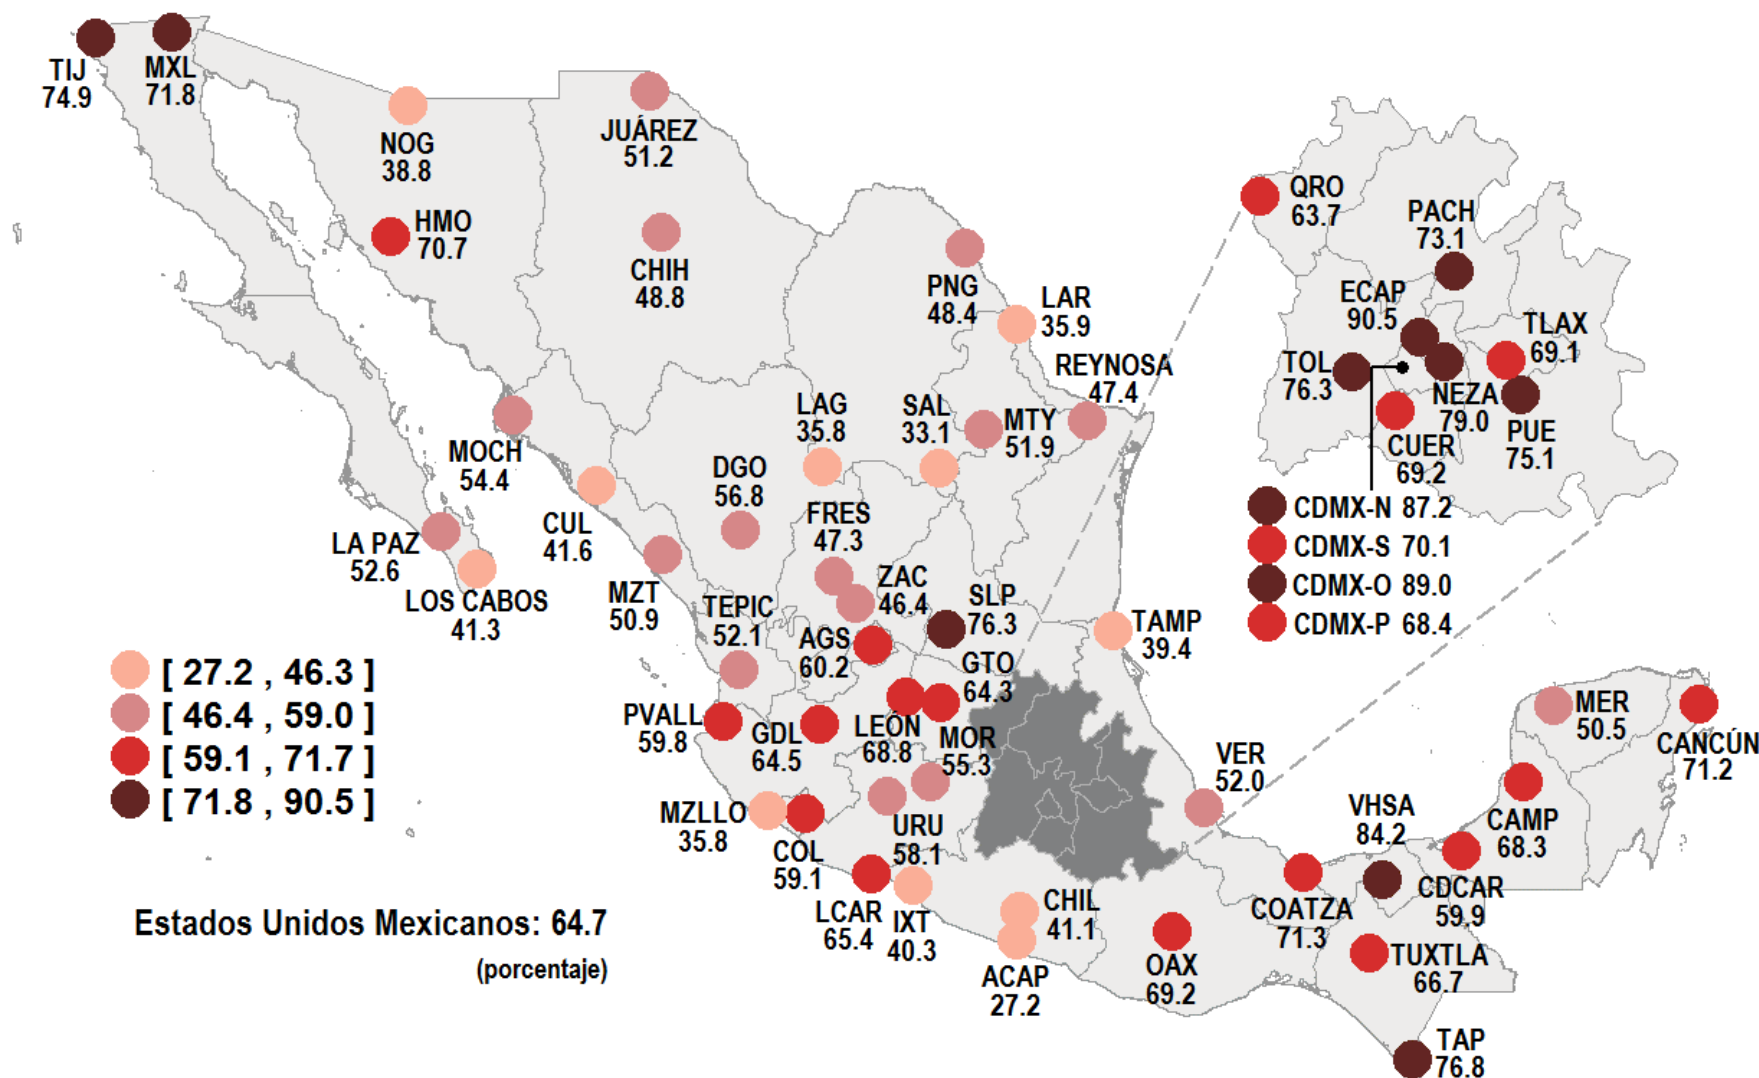 TIJ
74.9
MXL
71.8
NOG
38.8
HMO
70.7
JUÁREZ
51.2
CHIH
48.8
PNG
48.4
LAR
35.9
REYNOSA
47.4
LAG
35.8
SAL
33.1
MTY
51.9
MOCH
54.4
DGO
56.8
CUL
41.6
FRES
47.3
LA PAZ
52.6
LOS CABOS
41.3
MZT
50.9
ZAC
46.4
TEPIC
52.1
AGS
60.2
SLP
76.3
TAMP
39.4
GTO
64.3
PVALL
59.8
GDL
64.5
LEÓN
68.8
MOR
55.3
MZLLO
35.8
COL
59.1
URU
58.1
VER
52.0
LCAR
65.4
IXT
40.3
CHIL
41.1
ACAP
27.2
OAX
69.2
COATZA
71.3
VHSA
84.2
CDCAR
59.9
CAMP
68.3
MER
50.5
CANCÚN
71.2
TUXTLA
66.7
TAP
76.8
QRO
63.7
PACH
73.1
ECAP
90.5
TLAX
69.1
TOL
76.3
NEZA
79.0
CUER
69.2
PUE
75.1
CDMX-N 87.2
CDMX-S 70.1
CDMX-O 89.0
CDMX-P 68.4
[ 27.2 , 46.3 ]
[ 46.4 , 59.0 ]
[ 59.1 , 71.7 ]
[ 71.8 , 90.5 ]
Estados Unidos Mexicanos: 64.7
(porcentaje)